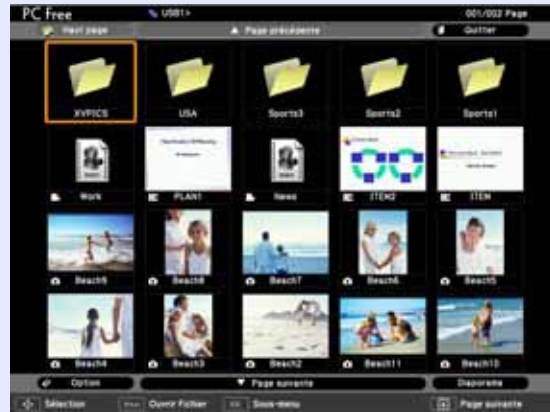 PC Free USB1> 001/002 Page
Haut page Page précédente Quitter
XVPICS USA Sports3 Sports2 Sports1
Work PLAN1 News ITEM2 ITEM
Beach9 Beach8 Beach7 Beach6 Beach5
Beach4 Beach3 Beach2 Beach11 Beach10
Option Page suivante Diaporama
Sélection Ouvrir Fichier Sous-menu Page suivante